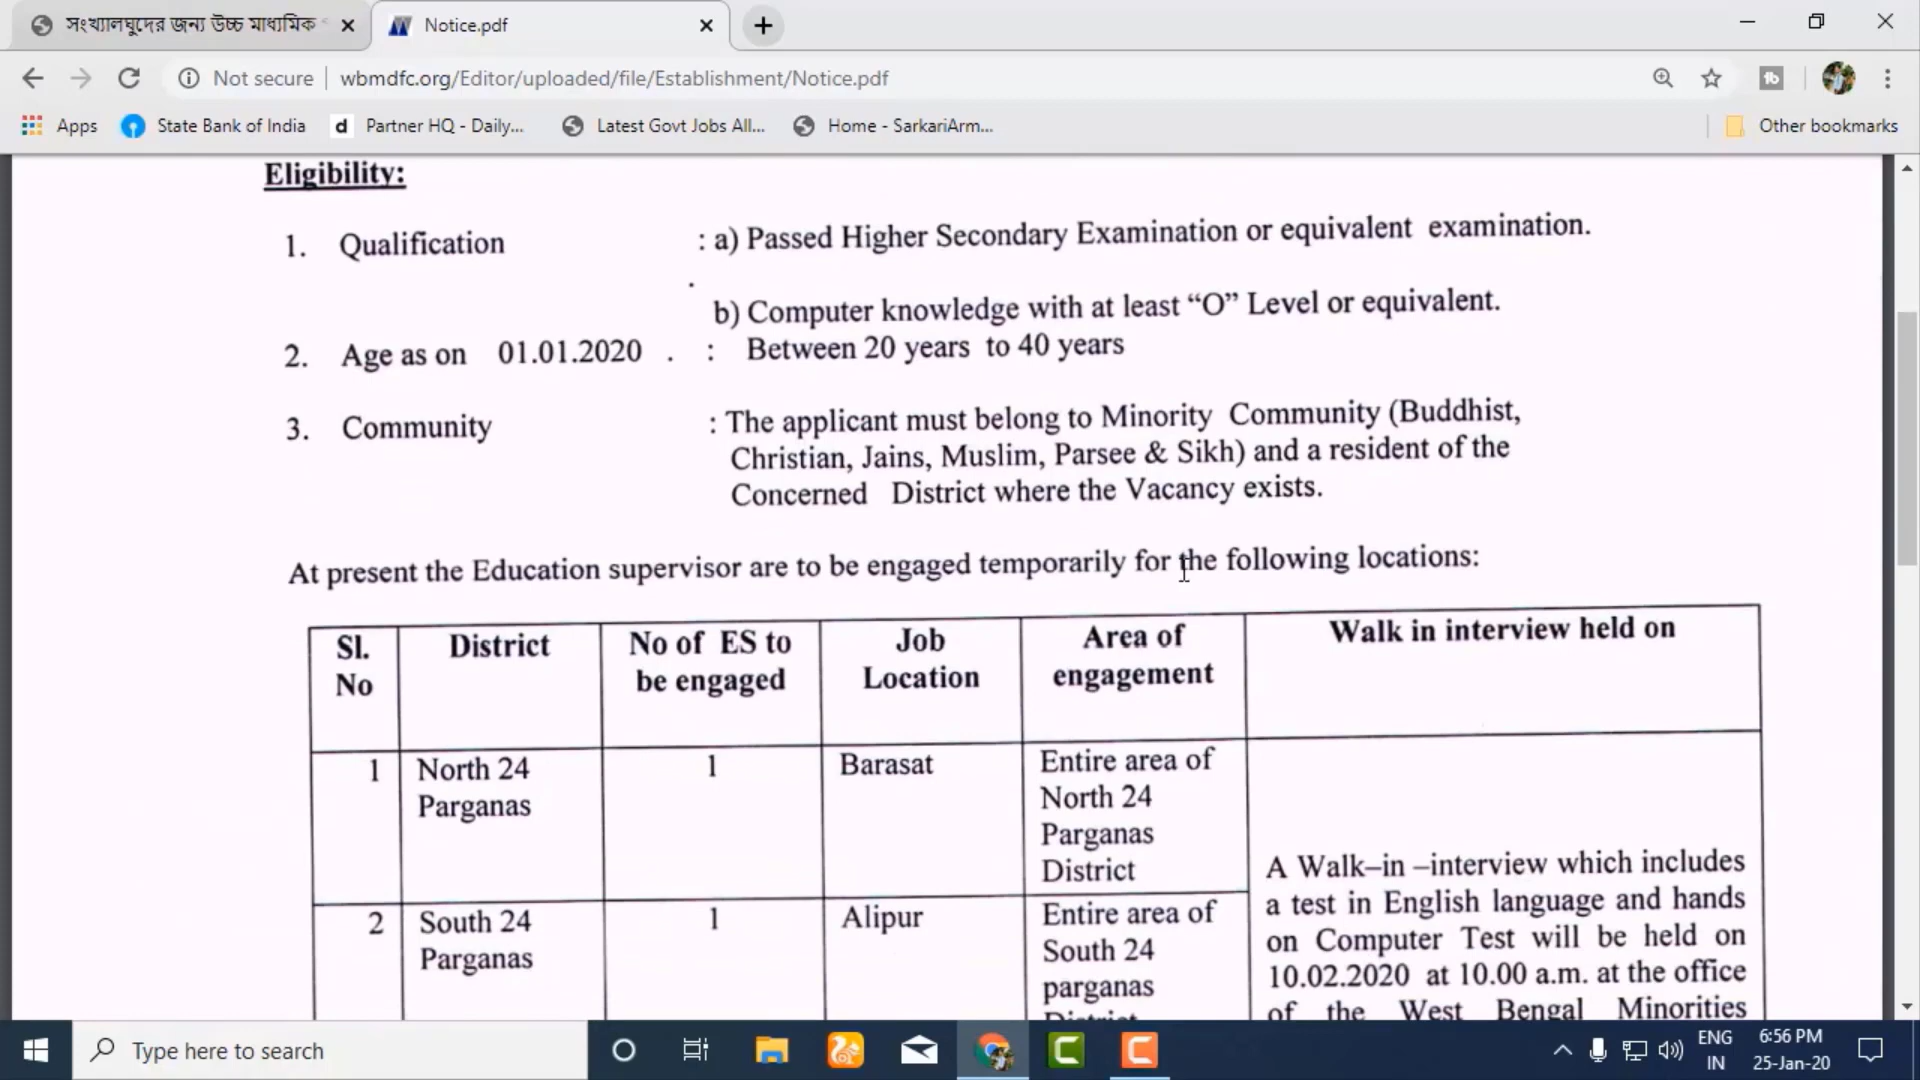 সংখ্যালঘুদের জন্য উচ্চ মাধ্যমিক
Notice.pdf
Not secure
wbmdfc.org/Editor/uploaded/file/Establishment/Notice.pdf
Apps
State Bank of India
d
Partner HQ - Daily...
Latest Govt Jobs All...
Home - SarkariArm...
Other bookmarks
Eligibility:
1. Qualification : a) Passed Higher Secondary Examination or equivalent examination.
b) Computer knowledge with at least “O” Level or equivalent.
2. Age as on 01.01.2020 . : Between 20 years to 40 years
3. Community : The applicant must belong to Minority Community (Buddhist,
Christian, Jains, Muslim, Parsee & Sikh) and a resident of the
Concerned District where the Vacancy exists.
At present the Education supervisor are to be engaged temporarily for the following locations:
Sl.
No
District
No of ES to
be engaged
Job
Location
Area of
engagement
Walk in interview held on
1
North 24
Parganas
1
Barasat
Entire area of
North 24
Parganas
District
2
South 24
Parganas
1
Alipur
Entire area of
South 24
parganas
District
A Walk–in –interview which includes
a test in English language and hands
on Computer Test will be held on
10.02.2020 at 10.00 a.m. at the office
of the West Bengal Minorities
Type here to search
ENG
IN
6:56 PM
25-Jan-20